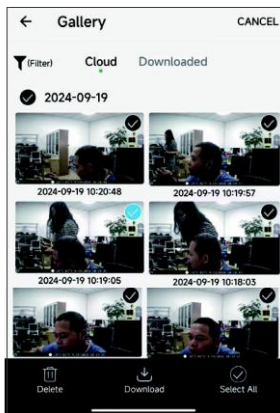 Gallery
CANCEL
(Filter)
Cloud
Downloaded
2024-09-19
2024-09-19 10:20:48
2024-09-19 10:19:57
2024-09-19 10:19:05
2024-09-19 10:18:03
Delete
Download
Select All